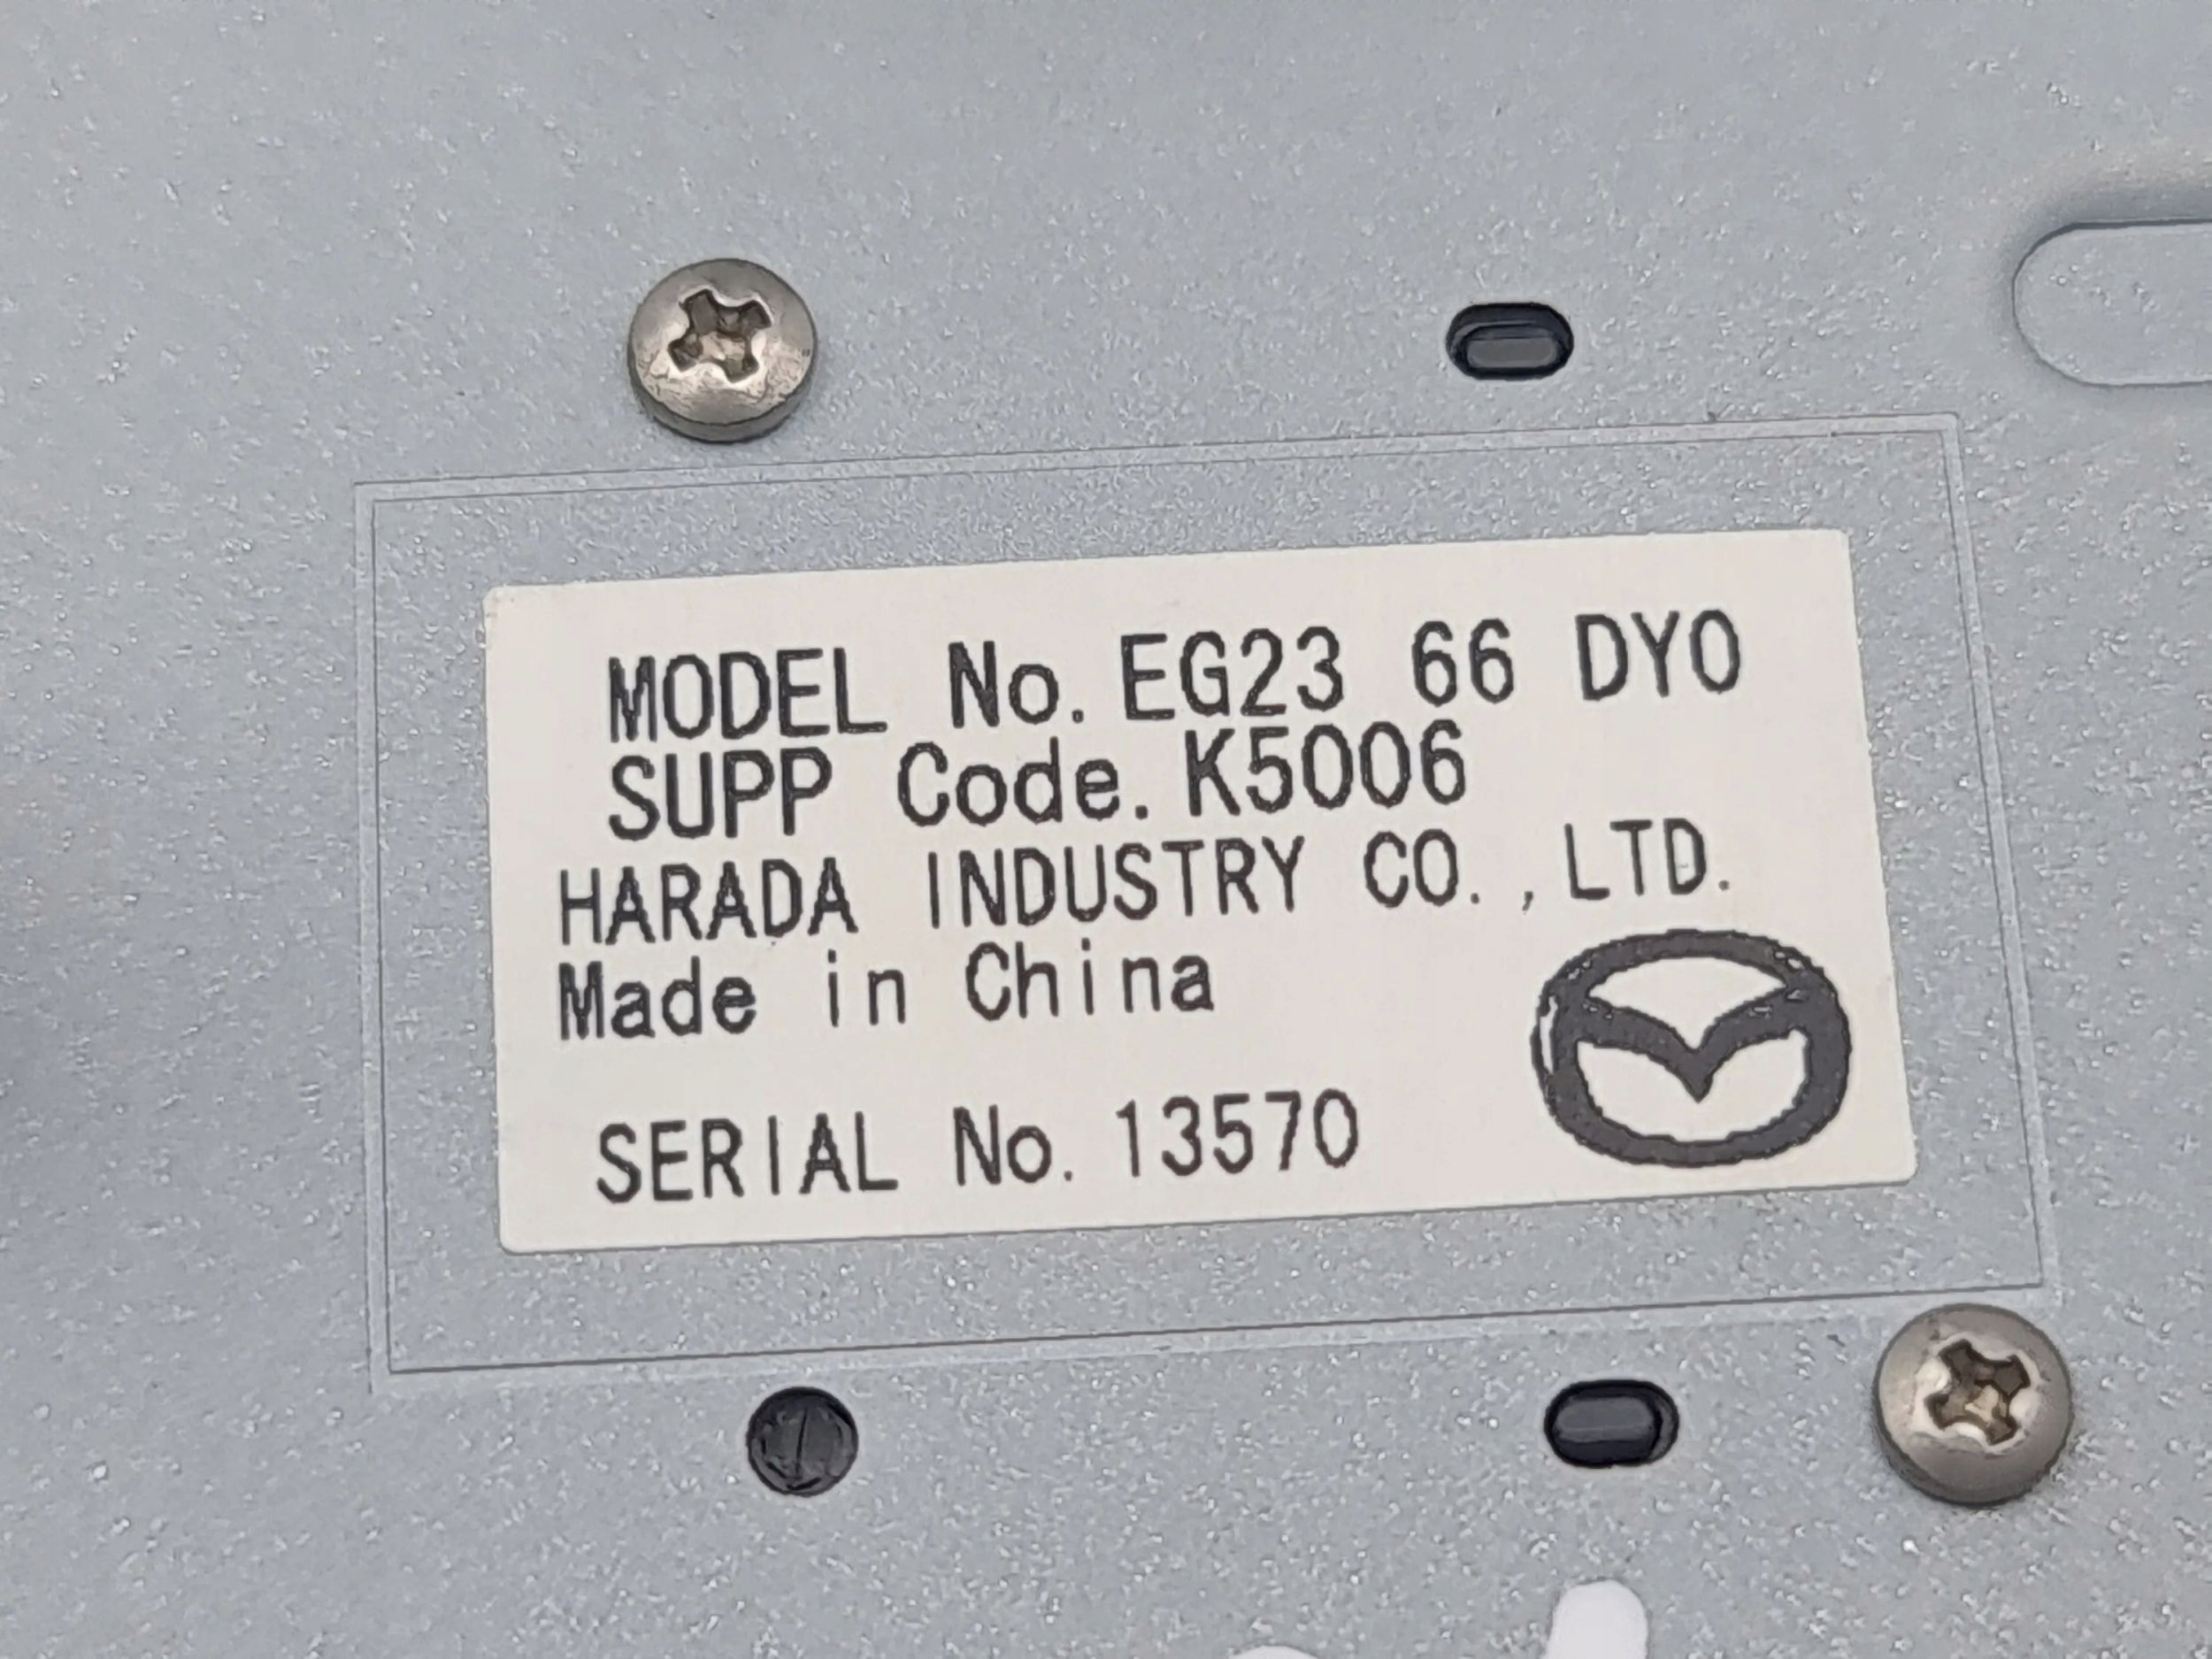 MODEL No. EG23 66 DY0
SUPP Code. K5006
HARADA INDUSTRY CO.,LTD.
Made in China
SERIAL No. 13570